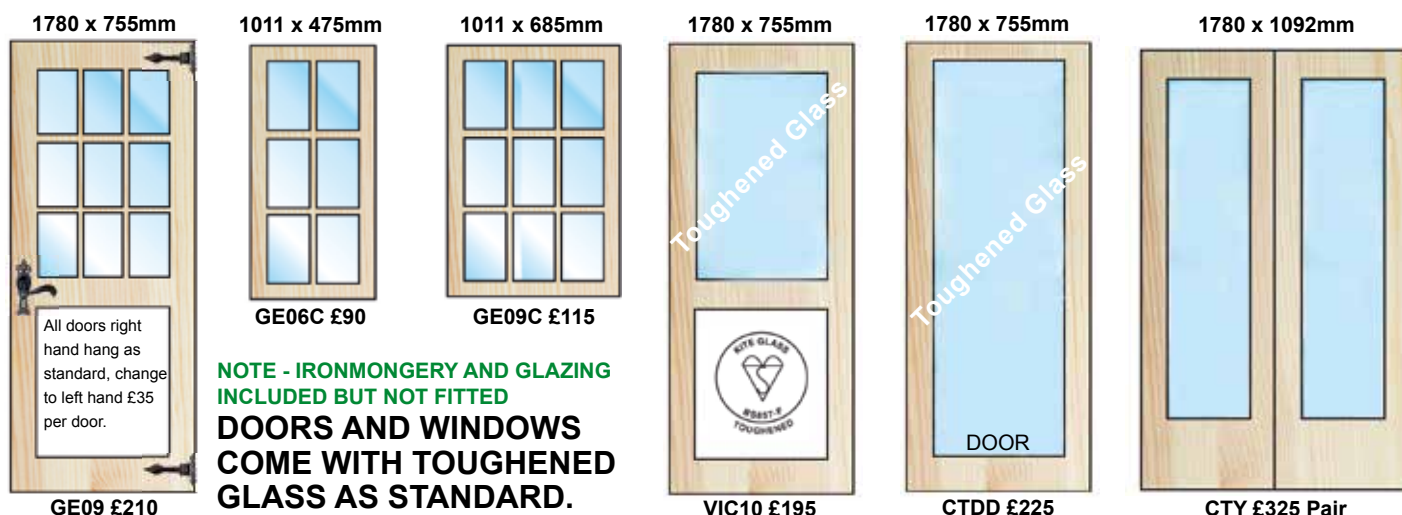 1780 x 755mm
1011 x 475mm
1011 x 685mm
1780 x 755mm
1780 x 755mm
1780 x 1092mm
All doors right
hand hang as
standard, change
to left hand £35
per door.
GE09 £210
GE06C £90
GE09C £115
NOTE - IRONMONGERY AND GLAZING
INCLUDED BUT NOT FITTED
DOORS AND WINDOWS
COME WITH TOUGHENED
GLASS AS STANDARD.
Toughened Glass
KITE GLASS
BS857-F
TOUGHENED
VIC10 £195
Toughened Glass
DOOR
CTDD £225
CTY £325 Pair